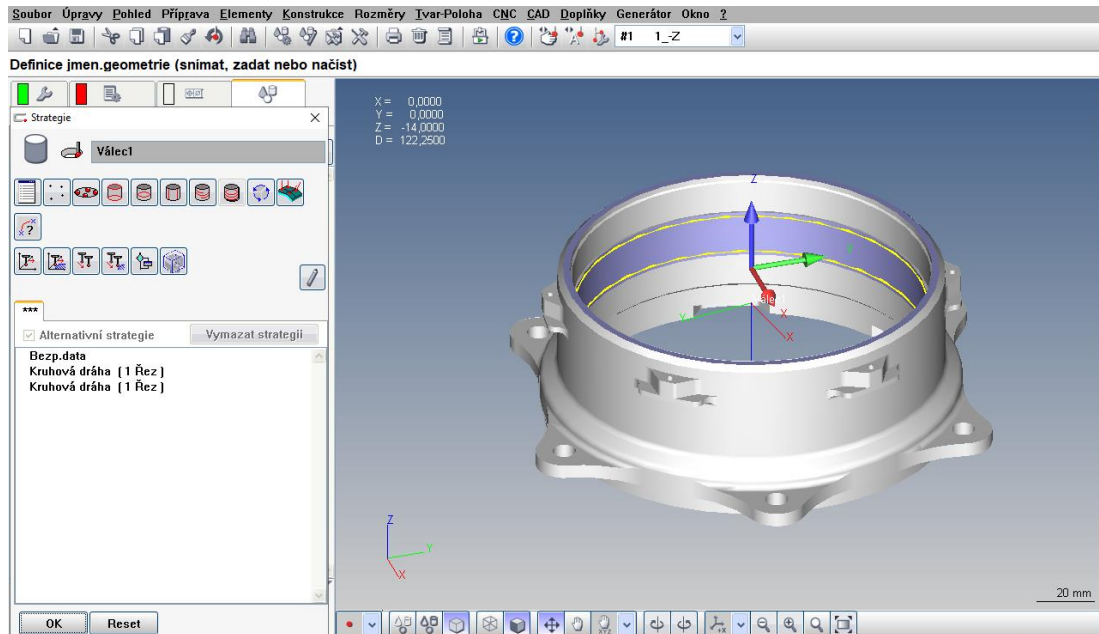 Soubor Úpravy Pohled Příprava Elementy Konstrukce Rozměry Tvar-Poloha CNC CAD Doplňky Generátor Okno ?
#1 1_-Z
Definice jmen.geometrie (snímat, zadat nebo načíst)
Strategie
Válec1
***
Alternativní strategie
Vymazat strategii
Bezp.data
Kruhová dráha ( 1 Řez )
Kruhová dráha ( 1 Řez )
OK
Reset
X = 0,0000
Y = 0,0000
Z = -14,0000
D = 122,2500
Z
Y
X
X
Z
Y
X
20 mm